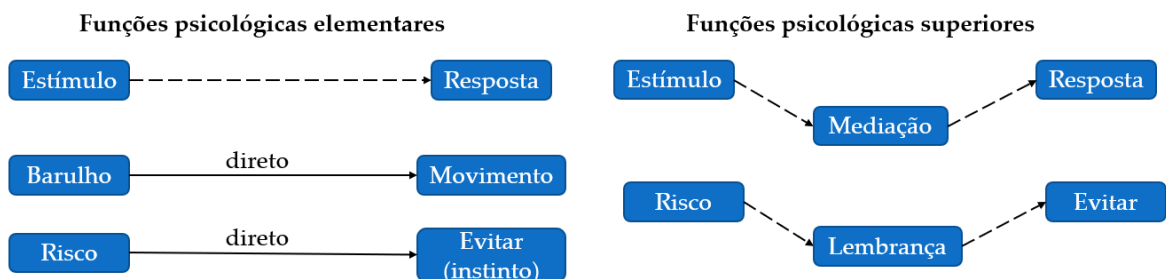 Funções psicológicas elementares
Estímulo
Resposta
Barulho
direto
Movimento
Risco
direto
Evitar
(instinto)
Funções psicológicas superiores
Estímulo
Mediação
Resposta
Risco
Lembrança
Evitar